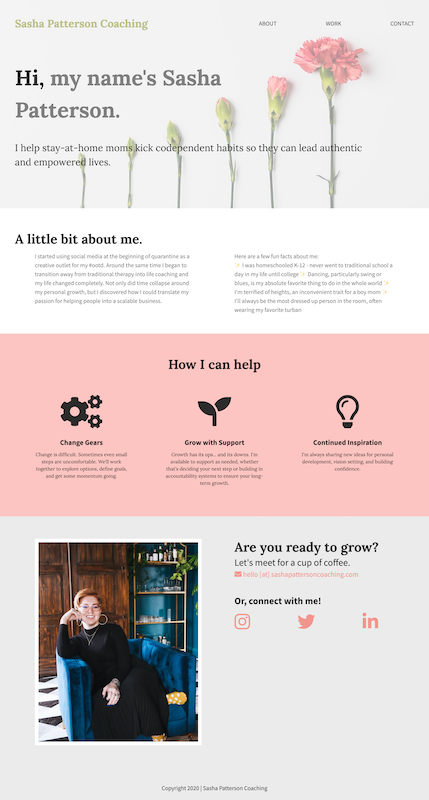 Sasha Patterson Coaching
ABOUT
WORK
CONTACT
Hi, my name's Sasha
Patterson.
I help stay-at-home moms kick codependent habits so they can lead authentic
and empowered lives.
A little bit about me.
I started using social media at the beginning of quarantine as a
creative outlet for my #ootd. Around the same time I began to
transition away from traditional therapy into life coaching and
my life changed completely. Not only did time collapse around
my personal growth, but I discovered how I could translate my
passion for helping people into a scalable business.
Here are a few fun facts about me:
✨ I was homeschooled K-12 - never went to traditional school a
day in my life until college ✨ Dancing, particularly swing or
blues, is my absolute favorite thing to do in the whole world ✨
I'm terrified of heights, an inconvenient trait for a boy mom ✨
I'll always be the most dressed up person in the room, often
wearing my favorite turban
How I can help
Change Gears
Change is difficult. Sometimes even small
steps are uncomfortable. We'll work
together to explore options, define goals,
and get some momentum going.
Grow with Support
Growth has its ups... and its downs. I'm
available to support as needed, whether
that's deciding your next step or building in
accountability systems to ensure your long-
term growth.
Continued Inspiration
I'm always sharing new ideas for personal
development, vision setting, and building
confidence.
Are you ready to grow?
Let's meet for a cup of coffee.
hello [at] sashapattersoncoaching.com
Or, connect with me!
Copyright 2020 | Sasha Patterson Coaching